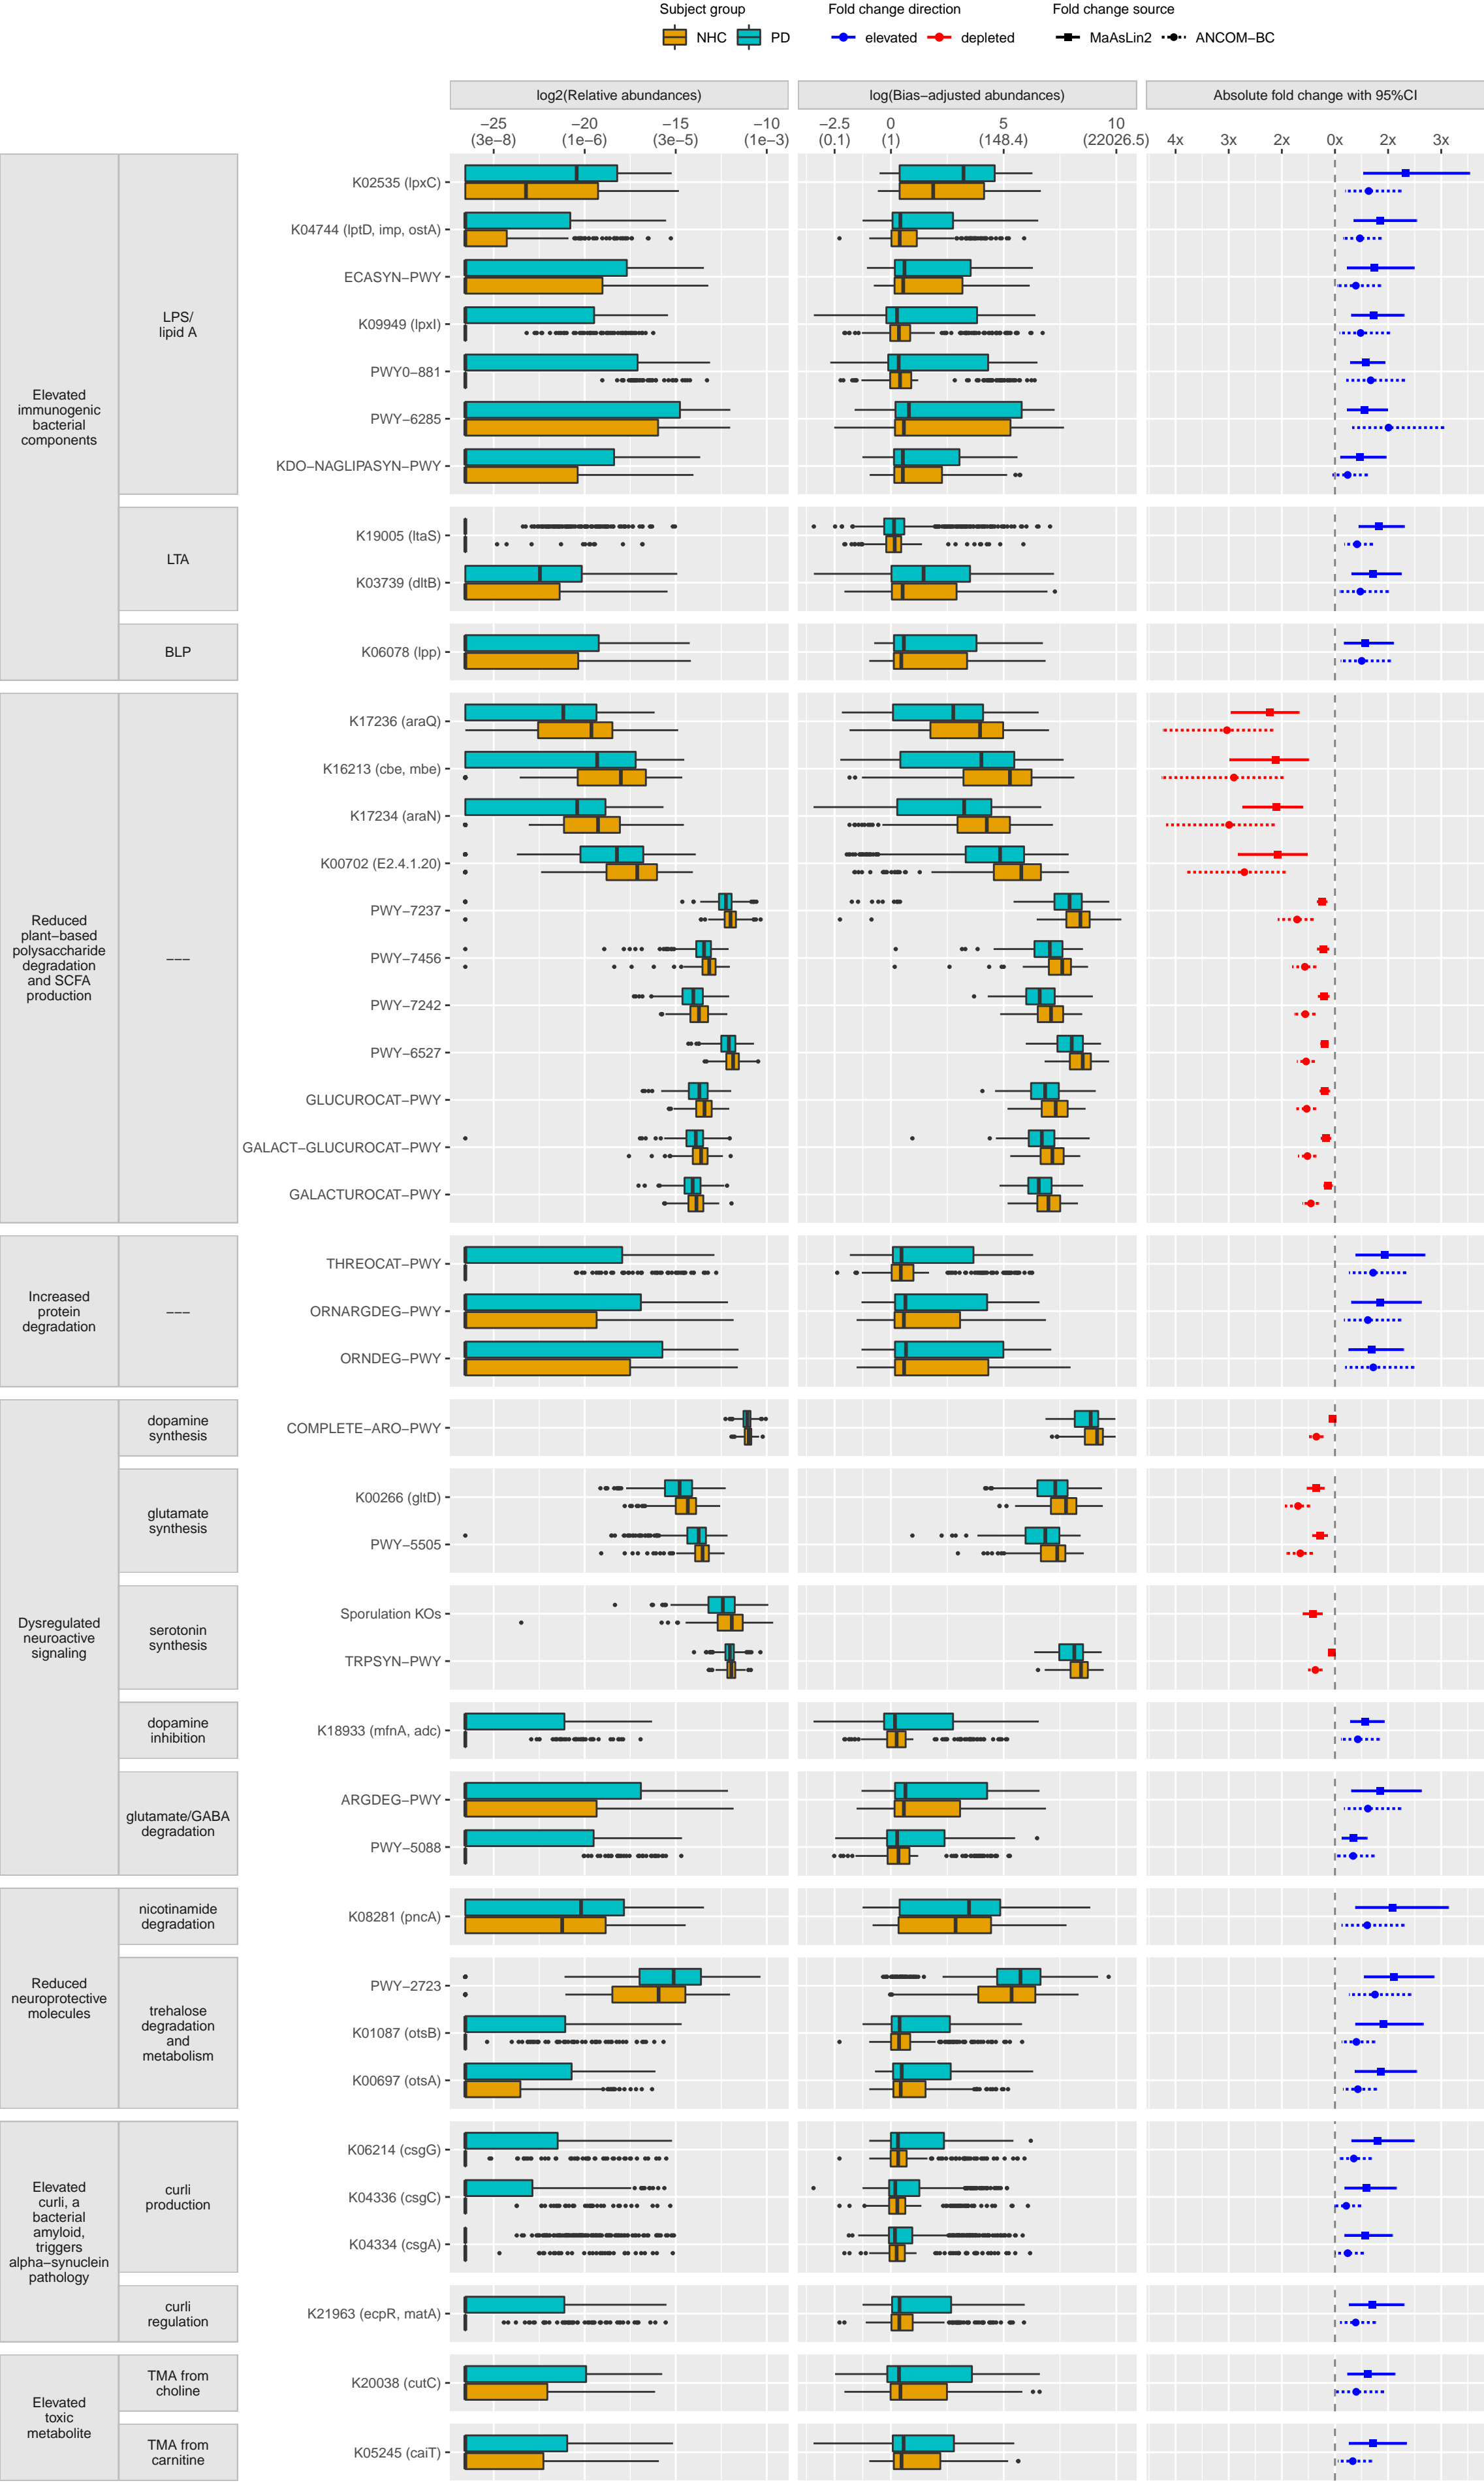 Subject group
NHC PD
Fold change direction
elevated depleted
Fold change source
MaAsLin2 ANCOM−BC
log2(Relative abundances)
log(Bias−adjusted abundances)
Absolute fold change with 95%CI
−25 −20 −15 −10
(3e−8) (1e−6) (3e−5) (1e−3)
−2.5 0 5 10
(0.1) (1) (148.4) (22026.5)
4x 3x 2x 0x 2x 3x
Elevated
immunogenic
bacterial
components
LPS/
lipid A
K02535 (lpxC)
K04744 (lptD, imp, ostA)
ECASYN−PWY
K09949 (lpxI)
PWY0−881
PWY−6285
KDO−NAGLIPASYN−PWY
LTA
K19005 (ltaS)
K03739 (dltB)
BLP
K06078 (lpp)
Reduced
plant−based
polysaccharide
degradation
and SCFA
production
−−−
K17236 (araQ)
K16213 (cbe, mbe)
K17234 (araN)
K00702 (E2.4.1.20)
PWY−7237
PWY−7456
PWY−7242
PWY−6527
GLUCUROCAT−PWY
GALACT−GLUCUROCAT−PWY
GALACTUROCAT−PWY
Increased
protein
degradation
−−−
THREOCAT−PWY
ORNARGDEG−PWY
ORNDEG−PWY
Dysregulated
neuroactive
signaling
dopamine
synthesis
COMPLETE−ARO−PWY
glutamate
synthesis
K00266 (gltD)
PWY−5505
serotonin
synthesis
Sporulation KOs
TRPSYN−PWY
dopamine
inhibition
K18933 (mfnA, adc)
glutamate/GABA
degradation
ARGDEG−PWY
PWY−5088
Reduced
neuroprotective
molecules
nicotinamide
degradation
K08281 (pncA)
trehalose
degradation
and
metabolism
PWY−2723
K01087 (otsB)
K00697 (otsA)
Elevated
curli, a
bacterial
amyloid,
triggers
alpha−synuclein
pathology
curli
production
K06214 (csgG)
K04336 (csgC)
K04334 (csgA)
curli
regulation
K21963 (ecpR, matA)
Elevated
toxic
metabolite
TMA from
choline
K20038 (cutC)
TMA from
carnitine
K05245 (caiT)